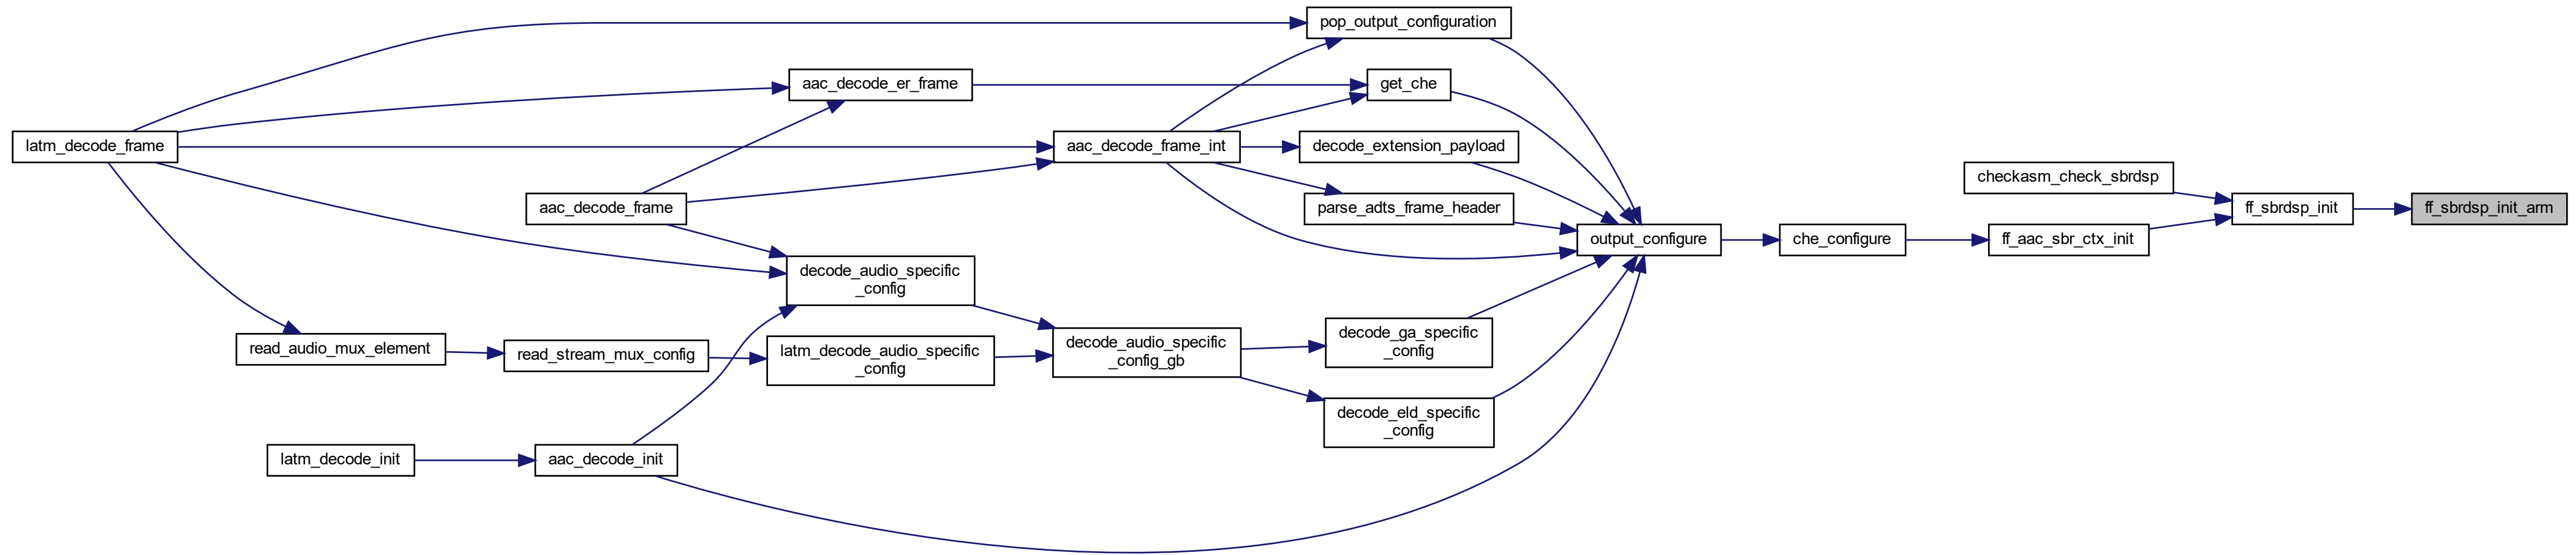 pop_output_configuration
aac_decode_er_frame
get_che
latm_decode_frame
aac_decode_frame_int
decode_extension_payload
checkasm_check_sbrdsp
aac_decode_frame
parse_adts_frame_header
ff_sbrdsp_init
ff_sbrdsp_init_arm
output_configure
che_configure
ff_aac_sbr_ctx_init
decode_audio_specific
_config
read_audio_mux_element
read_stream_mux_config
latm_decode_audio_specific
_config
decode_audio_specific
_config_gb
decode_ga_specific
_config
decode_eld_specific
_config
latm_decode_init
aac_decode_init